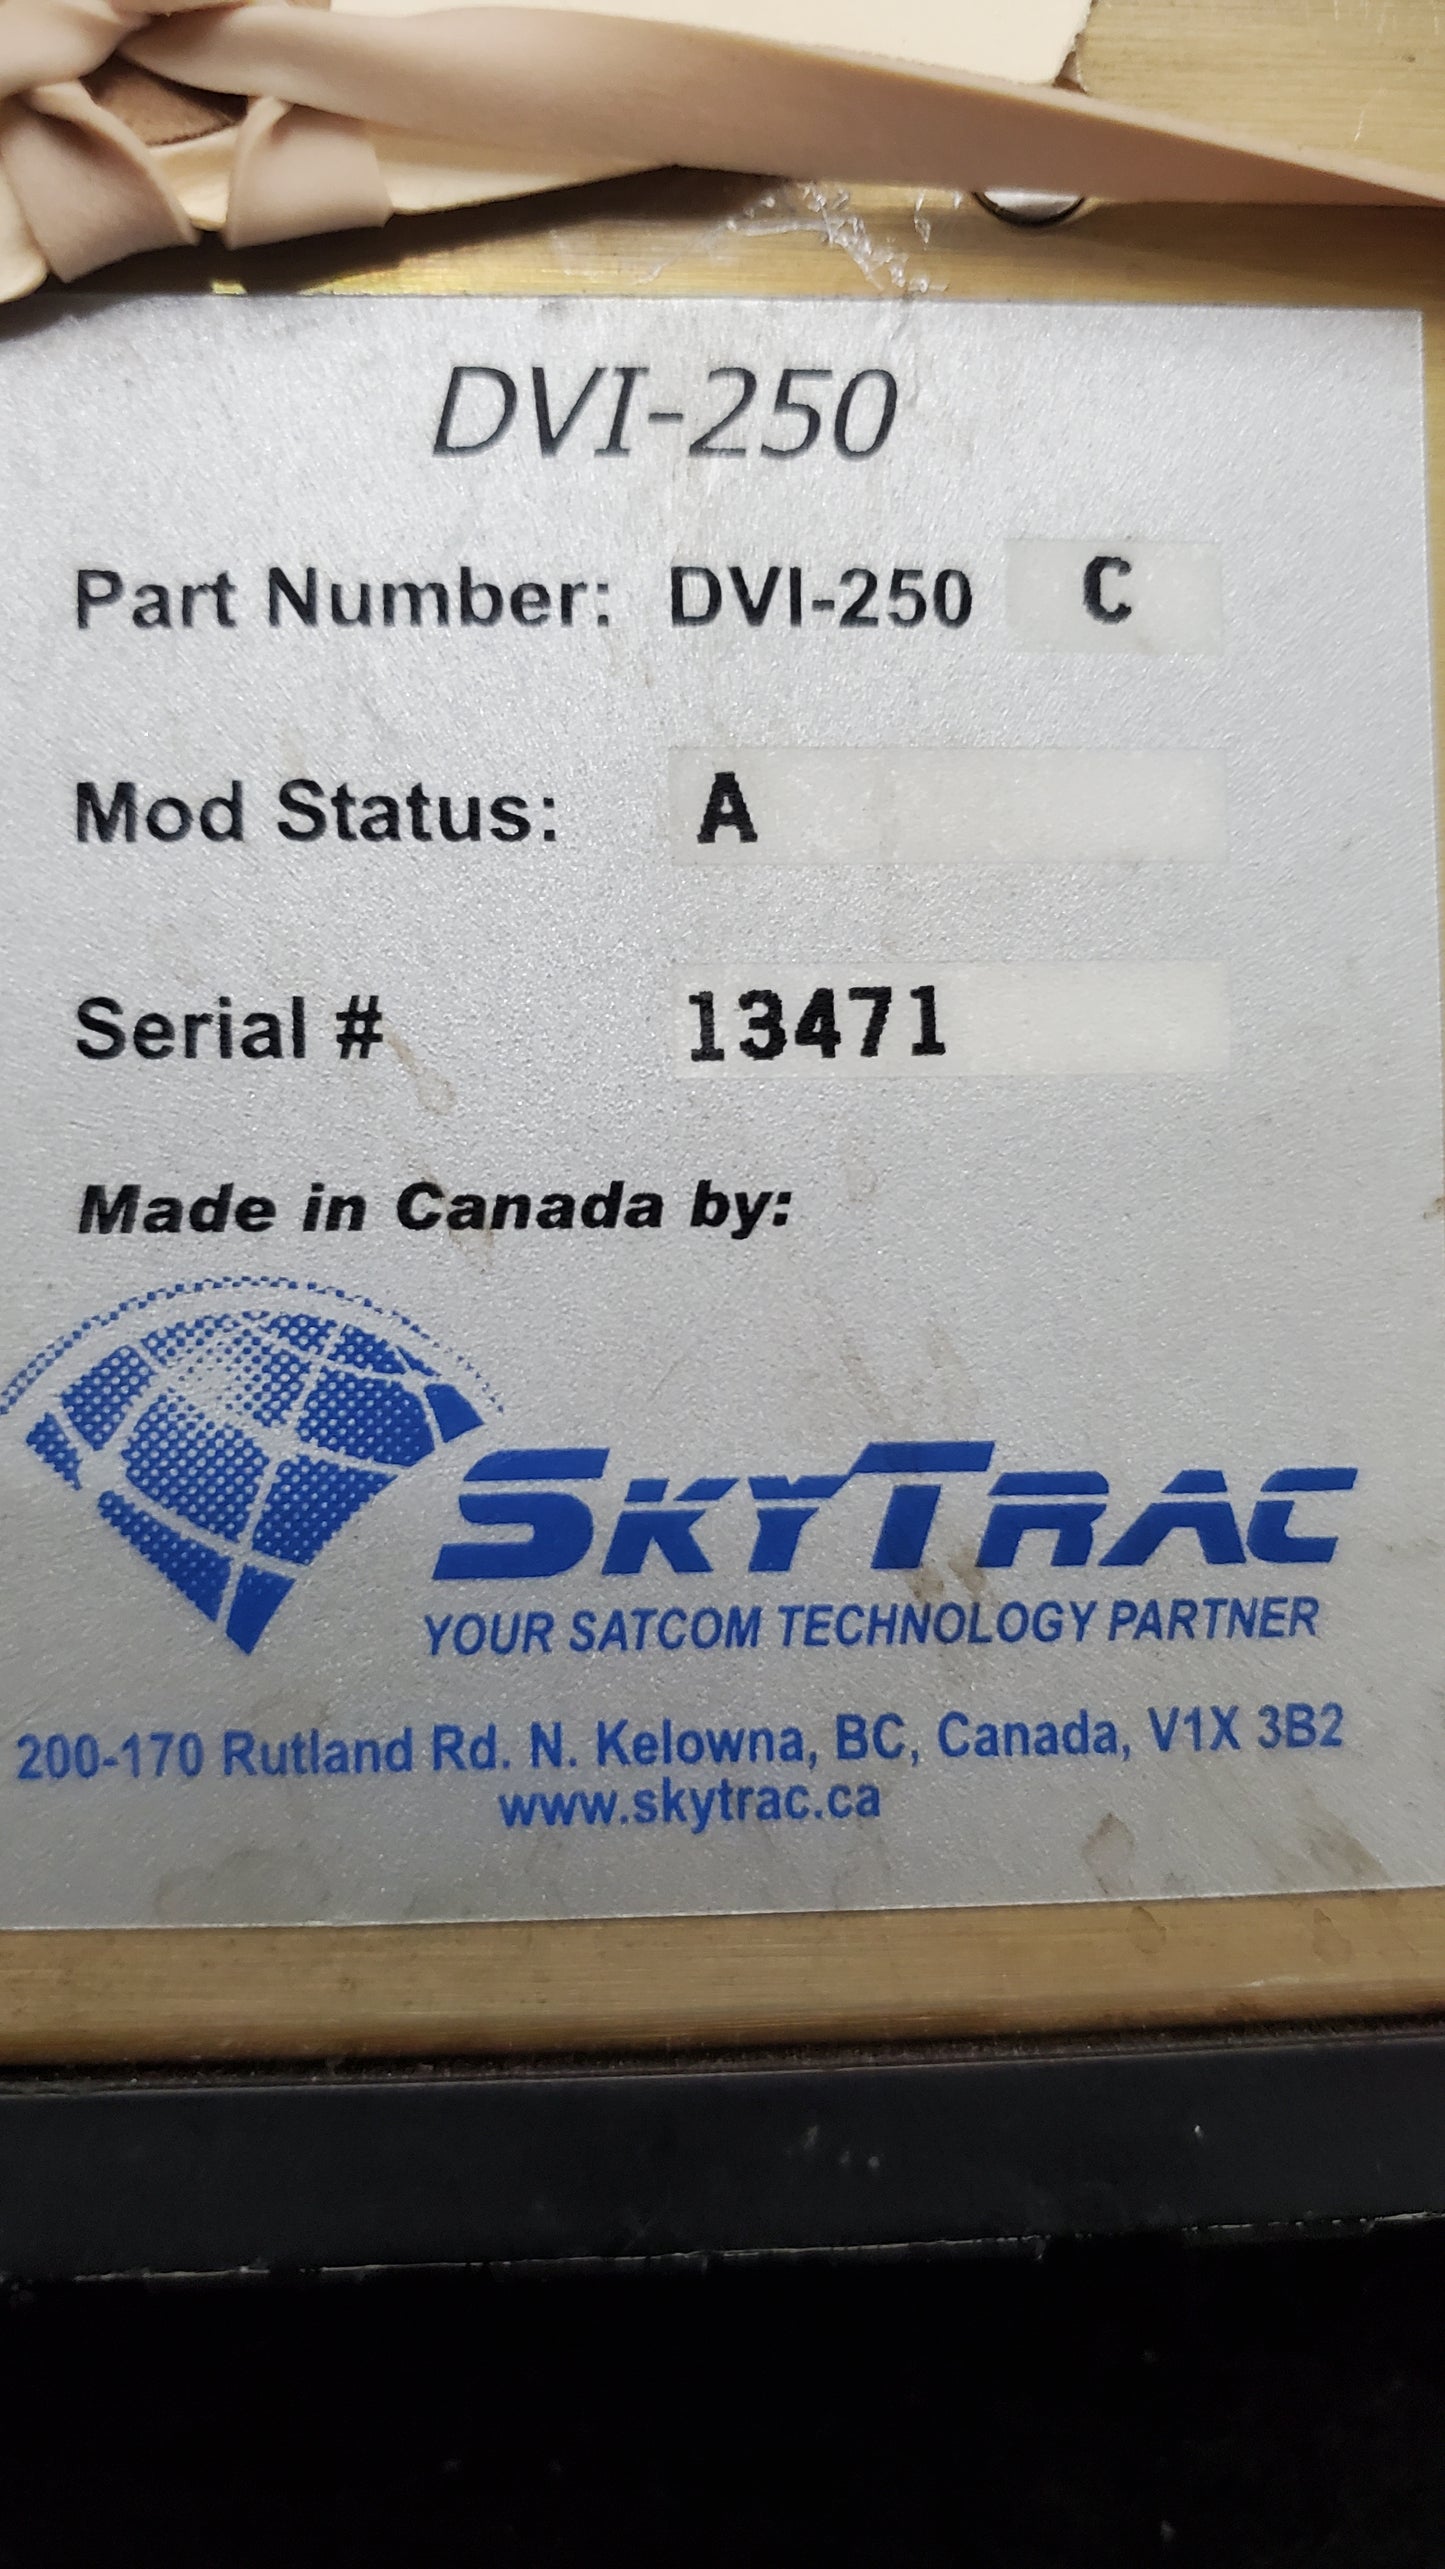 DVI-250
Part Number: DVI-250 C
Mod Status: A
Serial # 13471
Made in Canada by:
SKYTRAC
YOUR SATCOM TECHNOLOGY PARTNER
200-170 Rutland Rd. N. Kelowna, BC, Canada, V1X 3B2
www.skytrac.ca